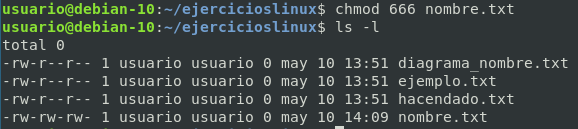 usuario@debian-10:~/ejercicioslinux$ chmod 666 nombre.txt
usuario@debian-10:~/ejercicioslinux$ ls -l
total 0
-rw-r--r-- 1 usuario usuario 0 may 10 13:51 diagrama_nombre.txt
-rw-r--r-- 1 usuario usuario 0 may 10 13:51 ejemplo.txt
-rw-r--r-- 1 usuario usuario 0 may 10 13:51 hacendado.txt
-rw-rw-rw- 1 usuario usuario 0 may 10 14:09 nombre.txt